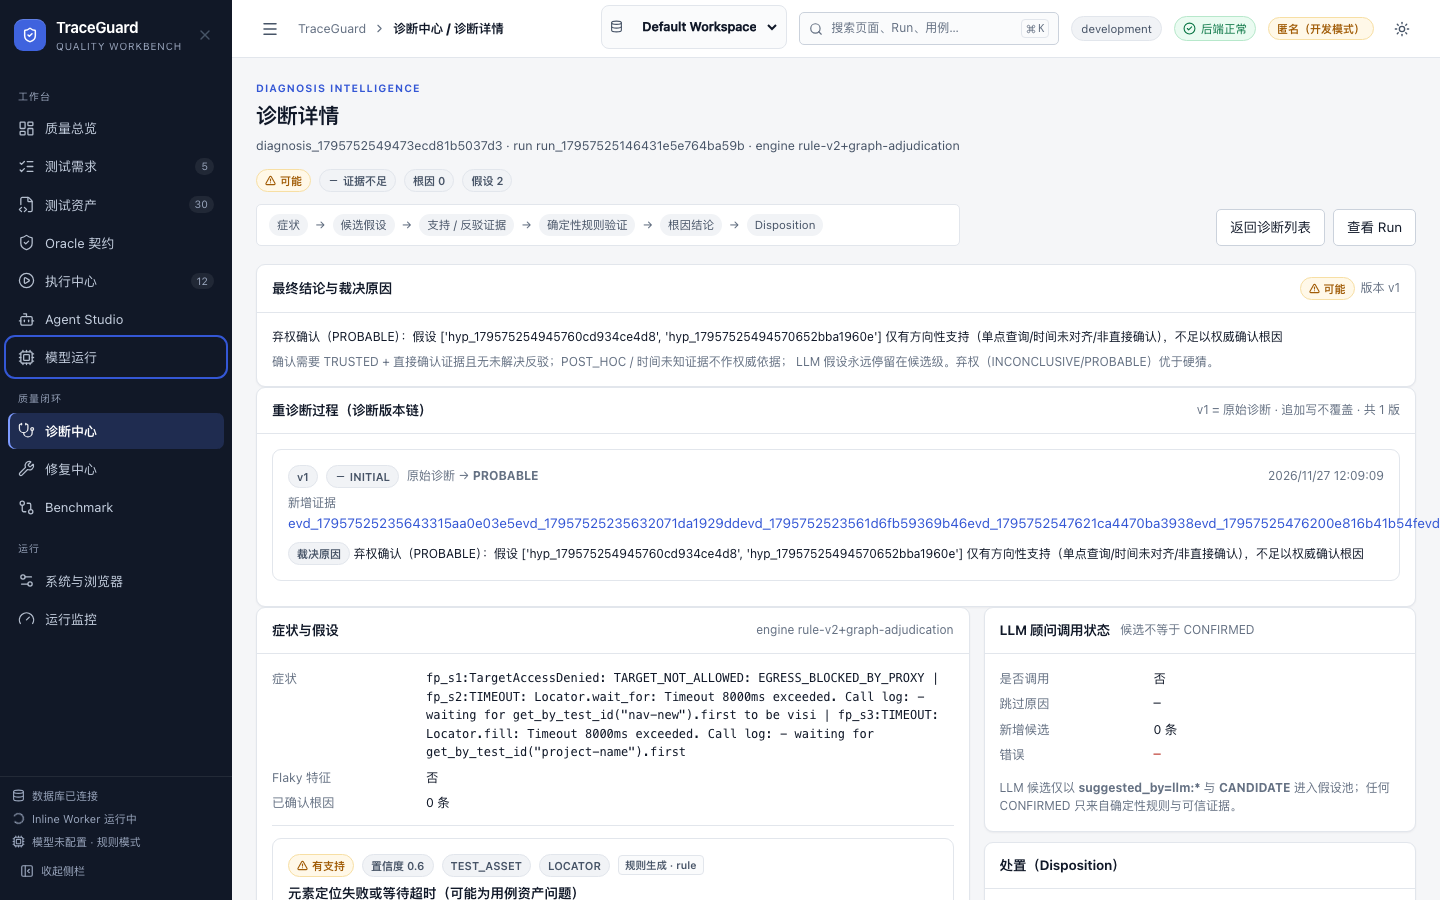 TraceGuard
QUALITY WORKBENCH
工作台
质量总览
测试需求 5
测试资产 30
Oracle 契约
执行中心 12
Agent Studio
模型运行
质量闭环
诊断中心
修复中心
Benchmark
运行
系统与浏览器
运行监控
数据库已连接
Inline Worker 运行中
模型未配置 · 规则模式
收起侧栏
TraceGuard > 诊断中心 / 诊断详情
Default Workspace
搜索页面、Run、用例... ⌘ K
development
后端正常
匿名（开发模式）
DIAGNOSIS INTELLIGENCE
诊断详情
diagnosis_1795752549473ecd81b5037d3 · run run_17957525146431e5e764ba59b · engine rule-v2+graph-adjudication
可能 — 证据不足 根因 0 假设 2
症状 → 候选假设 → 支持 / 反驳证据 → 确定性规则验证 → 根因结论 → Disposition
返回诊断列表 查看 Run
最终结论与裁决原因
可能 版本 v1
弃权确认（PROBABLE）：假设 ['hyp_179575254945760cd934ce4d8', 'hyp_17957525494570652bba1960e'] 仅有方向性支持（单点查询/时间未对齐/非直接确认），不足以权威确认根因
确认需要 TRUSTED + 直接确认证据且无未解决反驳；POST_HOC / 时间未知证据不作权威依据； LLM 假设永远停留在候选级。弃权（INCONCLUSIVE/PROBABLE）优于硬猜。
重诊断过程（诊断版本链）
v1 = 原始诊断 · 追加写不覆盖 · 共 1 版
v1 — INITIAL 原始诊断 → PROBABLE 2026/11/27 12:09:09
新增证据
evd_17957525235643315aa0e03e5evd_17957525235632071da1929ddevd_1795752523561d6fb59369b46evd_1795752547621ca4470ba3938evd_17957525476200e816b41b54fevd
裁决原因 弃权确认（PROBABLE）：假设 ['hyp_179575254945760cd934ce4d8', 'hyp_17957525494570652bba1960e'] 仅有方向性支持（单点查询/时间未对齐/非直接确认），不足以权威确认根因
症状与假设
engine rule-v2+graph-adjudication
症状
fp_s1:TargetAccessDenied: TARGET_NOT_ALLOWED: EGRESS_BLOCKED_BY_PROXY |
fp_s2:TIMEOUT: Locator.wait_for: Timeout 8000ms exceeded. Call log: –
waiting for get_by_test_id("nav-new").first to be visi | fp_s3:TIMEOUT:
Locator.fill: Timeout 8000ms exceeded. Call log: – waiting for
get_by_test_id("project-name").first
Flaky 特征 否
已确认根因 0 条
有支持 置信度 0.6 TEST_ASSET LOCATOR 规则生成 · rule
元素定位失败或等待超时（可能为用例资产问题）
LLM 顾问调用状态 候选不等于 CONFIRMED
是否调用 否
跳过原因 —
新增候选 0 条
错误 —
LLM 候选仅以 suggested_by=llm:* 与 CANDIDATE 进入假设池；任何
CONFIRMED 只来自确定性规则与可信证据。
处置（Disposition）